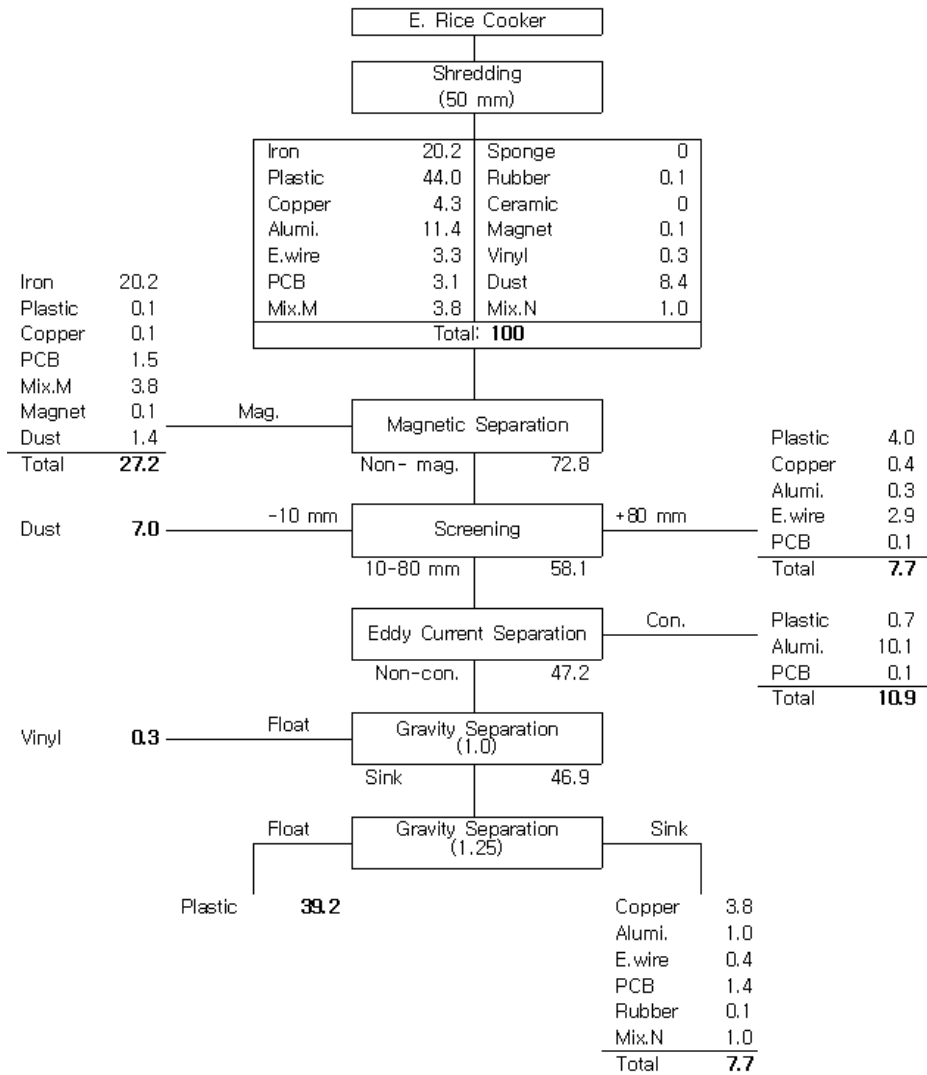 E. Rice Cooker
Shredding
(50 mm)
Iron 20.2 Sponge 0
Plastic 44.0 Rubber 0.1
Copper 4.3 Ceramic 0
Alumi. 11.4 Magnet 0.1
E.wire 3.3 Vinyl 0.3
PCB 3.1 Dust 8.4
Mix.M 3.8 Mix.N 1.0
Total: 100
Iron 20.2
Plastic 0.1
Copper 0.1
PCB 1.5
Mix.M 3.8
Magnet 0.1
Dust 1.4
Total 27.2
Mag.
Magnetic Separation
Non- mag. 72.8
Dust 7.0
-10 mm
Screening
+80 mm
Plastic 4.0
Copper 0.4
Alumi. 0.3
E.wire 2.9
PCB 0.1
Total 7.7
10-80 mm 58.1
Eddy Current Separation
Con.
Plastic 0.7
Alumi. 10.1
PCB 0.1
Total 10.9
Non-con. 47.2
Vinyl 0.3
Float
Gravity Separation
(1.0)
Sink 46.9
Float
Gravity Separation
(1.25)
Sink
Plastic 39.2
Copper 3.8
Alumi. 1.0
E.wire 0.4
PCB 1.4
Rubber 0.1
Mix.N 1.0
Total 7.7